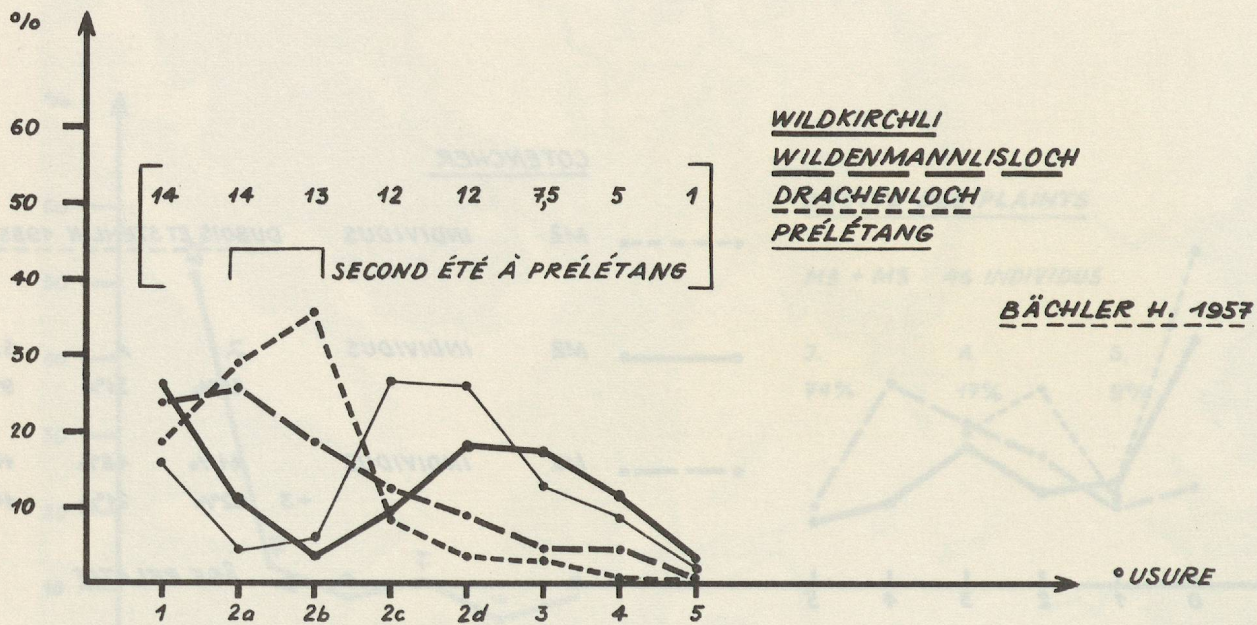 %
60
50
40
30
20
10
14 14 13 12 12 7,5 5 1
SECOND ÉTÉ À PRÉLÉTANG
WILDKIRCHLI
WILDENMANNLISLOCH
DRACHENLOCH
PRÉLÉTANG
BÄCHLER H. 1957
° USURE
1 2a 2b 2c 2d 3 4 5